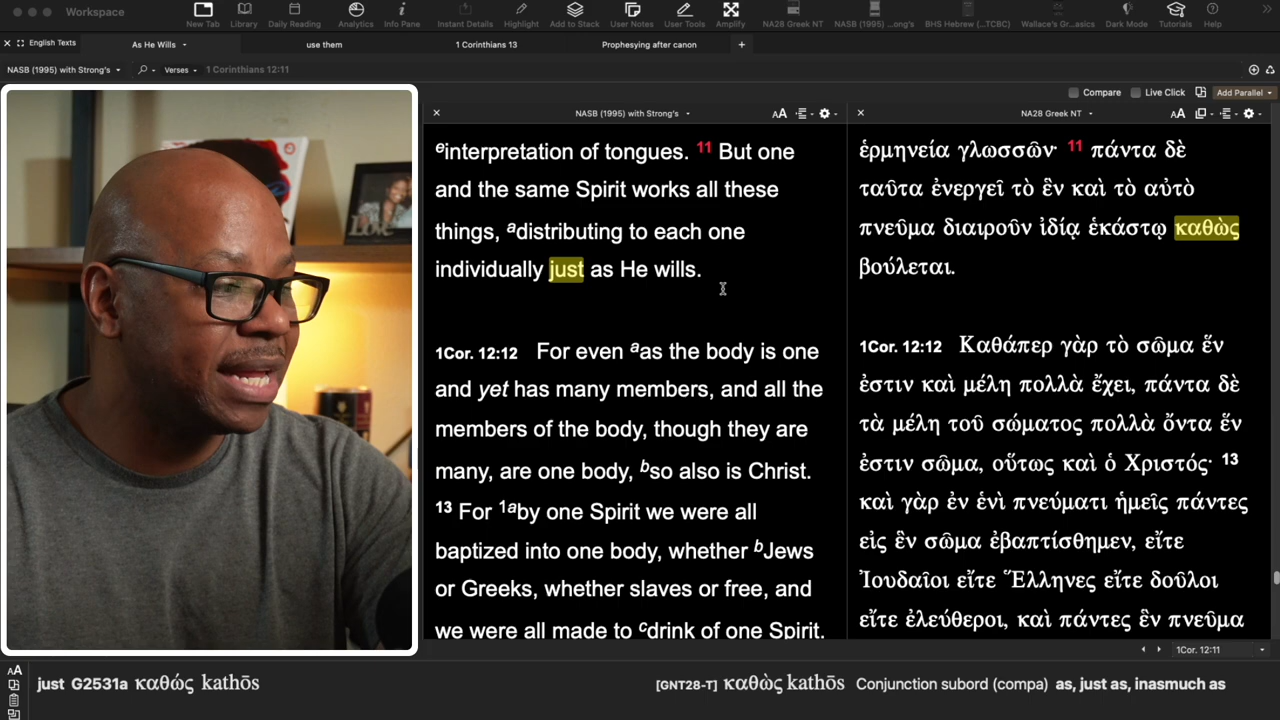 Workspace
New Tab
Library
Daily Reading
Analytics
Info Pane
Instant Details
Highlight
Add to Stack
User Notes
User Tools
Amplify
NA28 Greek NT
NASB (1995) ...ong's
BHS Hebrew (...TCBC)
Wallace's Gr...asics
Dark Mode
Tutorials
Help
English Texts
As He Wills
use them
1 Corinthians 13
Prophesying after canon
NASB (1995) with Strong's
Verses
1 Corinthians 12:11
Compare
Live Click
Add Parallel
NASB (1995) with Strong's
einterpretation of tongues. 11 But one
and the same Spirit works all these
things, adistributing to each one
individually just as He wills.
1Cor. 12:12 For even aas the body is one
and yet has many members, and all the
members of the body, though they are
many, are one body, bso also is Christ.
13 For 1aby one Spirit we were all
baptized into one body, whether bJews
or Greeks, whether slaves or free, and
we were all made to cdrink of one Spirit.
NA28 Greek NT
ἑρμηνεία γλωσσῶν· 11 πάντα δὲ
ταῦτα ἐνεργεῖ τὸ ἓν καὶ τὸ αὐτὸ
πνεῦμα διαιροῦν ἰδίᾳ ἑκάστῳ καθὼς
βούλεται.
1Cor. 12:12 Καθάπερ γὰρ τὸ σῶμα ἕν
ἐστιν καὶ μέλη πολλὰ ἔχει, πάντα δὲ
τὰ μέλη τοῦ σώματος πολλὰ ὄντα ἕν
ἐστιν σῶμα, οὕτως καὶ ὁ Χριστός· 13
καὶ γὰρ ἐν ἑνὶ πνεύματι ἡμεῖς πάντες
εἰς ἓν σῶμα ἐβαπτίσθημεν, εἴτε
Ἰουδαῖοι εἴτε Ἕλληνες εἴτε δοῦλοι
εἴτε ἐλεύθεροι, καὶ πάντες ἓν πνεῦμα
1Cor. 12:11
just G2531a καθώς kathōs
[GNT28-T] καθὼς kathōs Conjunction subord (compa) as, just as, inasmuch as